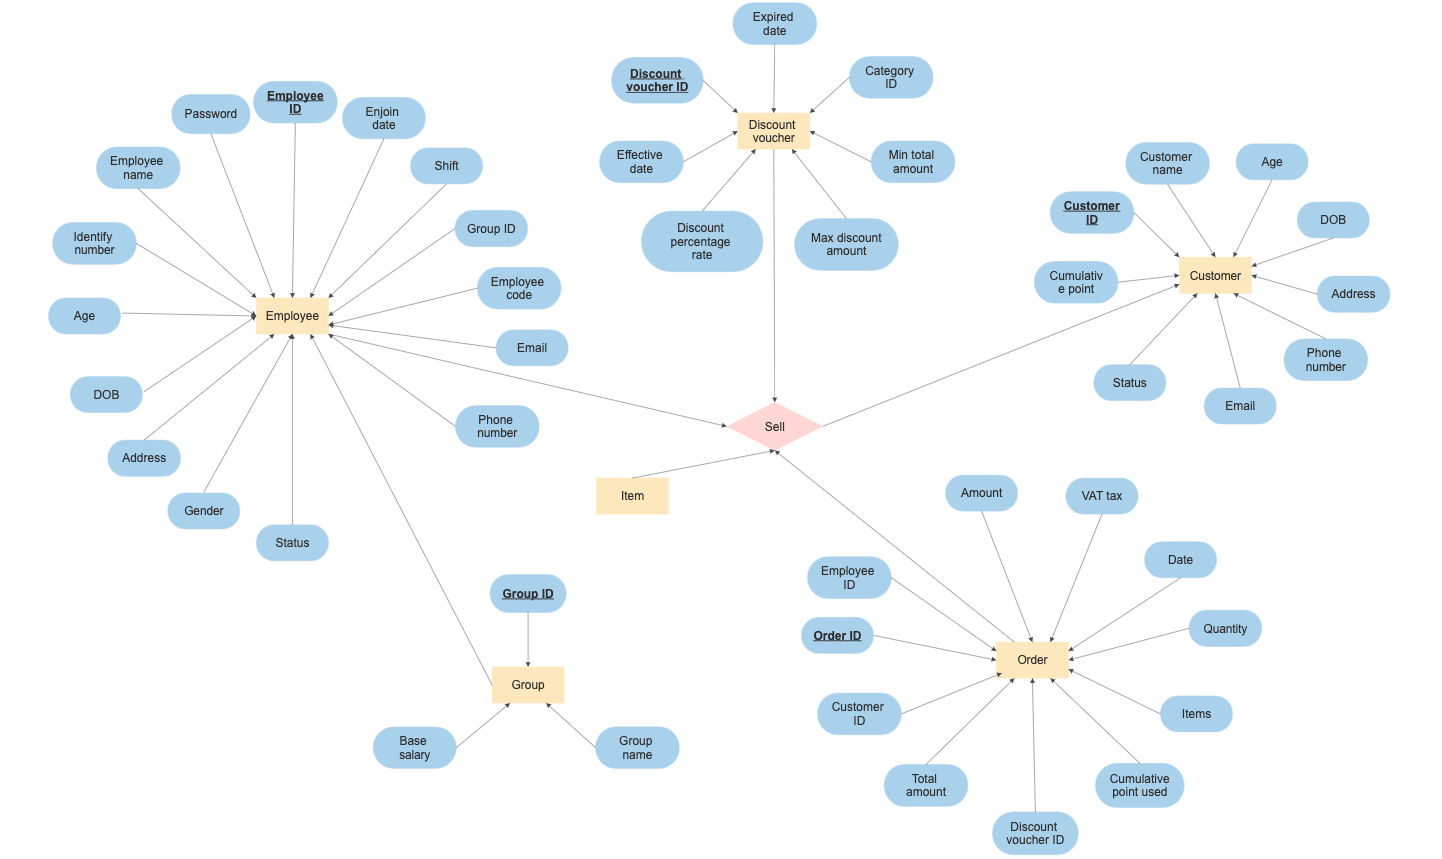 Expired
date
Discount
voucher ID
Category
ID
Discount
voucher
Effective
date
Min total
amount
Discount
percentage
rate
Max discount
amount
Employee
ID
Password
Enjoin
date
Employee
name
Shift
Identify
number
Group ID
Employee
code
Age
Employee
Email
DOB
Phone
number
Address
Gender
Status
Customer
name
Age
Customer
ID
DOB
Cumulativ
e point
Customer
Address
Phone
number
Status
Email
Sell
Item
Group ID
Group
Base
salary
Group
name
Amount
VAT tax
Employee
ID
Date
Order ID
Quantity
Order
Customer
ID
Items
Total
amount
Cumulative
point used
Discount
voucher ID